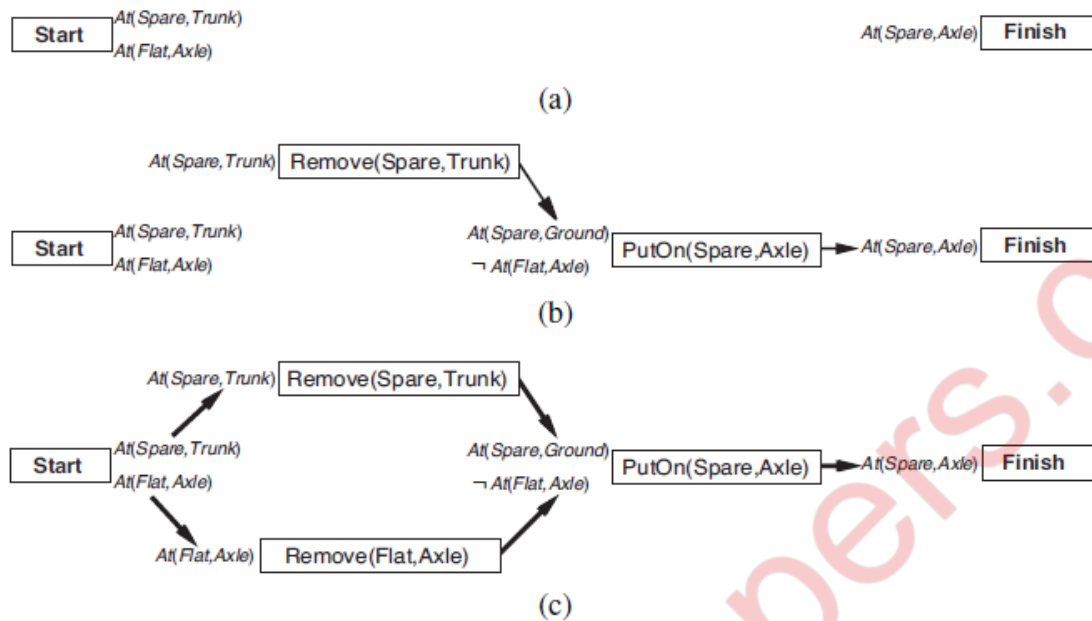 Start At(Spare,Trunk)
At(Flat,Axle)
At(Spare,Axle) Finish
(a)
At(Spare,Trunk) Remove(Spare,Trunk)
Start At(Spare,Trunk)
At(Flat,Axle)
At(Spare,Ground)
¬ At(Flat,Axle)
PutOn(Spare,Axle) At(Spare,Axle) Finish
(b)
At(Spare,Trunk) Remove(Spare,Trunk)
Start At(Spare,Trunk)
At(Flat,Axle)
At(Spare,Ground)
¬ At(Flat,Axle)
PutOn(Spare,Axle) At(Spare,Axle) Finish
At(Flat,Axle) Remove(Flat,Axle)
(c)
pers.c